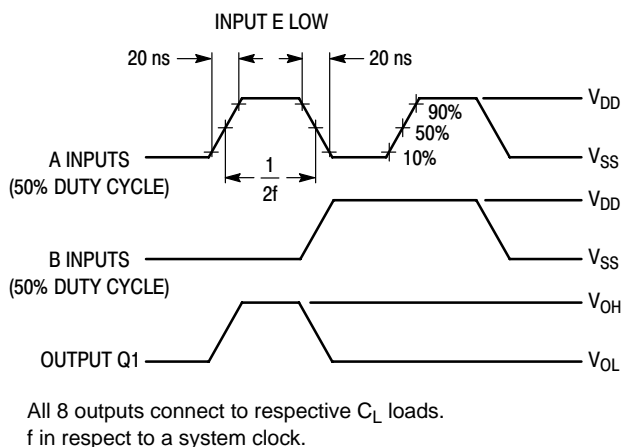 INPUT E LOW
20 ns
20 ns
V_DD
90%
50%
10%
A INPUTS
(50% DUTY CYCLE)
1
2f
V_SS
V_DD
B INPUTS
(50% DUTY CYCLE)
V_SS
V_OH
OUTPUT Q1
V_OL
All 8 outputs connect to respective C_L loads.
f in respect to a system clock.